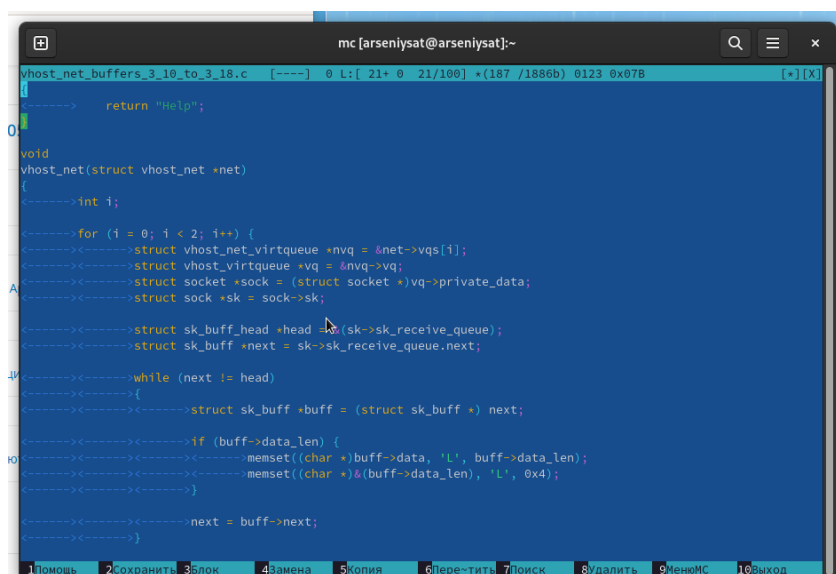 mc [arseniysat@arseniysat]:~
vhost_net_buffers_3_10_to_3_18.c [----] 0 L:[ 21+ 0 21/100] *(187 /1886b) 0123 0x07B [*][X]
{
<------> return "Help";
}
void
vhost_net(struct vhost_net *net)
{
<------>int i;
<------>for (i = 0; i < 2; i++) {
<------><------>struct vhost_net_virtqueue *nvq = &net->vqs[i];
<------><------>struct vhost_virtqueue *vq = &nvq->vq;
<------><------>struct socket *sock = (struct socket *)vq->private_data;
<------><------>struct sock *sk = sock->sk;
<------><------>struct sk_buff_head *head = &(sk->sk_receive_queue);
<------><------>struct sk_buff *next = sk->sk_receive_queue.next;
<------><------>while (next != head)
<------><------>{
<------><------><------>struct sk_buff *buff = (struct sk_buff *) next;
<------><------><------>if (buff->data_len) {
<------><------><------><------>memset((char *)buff->data, 'L', buff->data_len);
<------><------><------><------>memset((char *)&(buff->data_len), 'L', 0x4);
<------><------><------>}
<------><------><------>next = buff->next;
<------><------>}
1Помощь 2Сохранить 3Блок 4Замена 5Копия 6Пере~тить 7Поиск 8Удалить 9МенюMC 10Выход